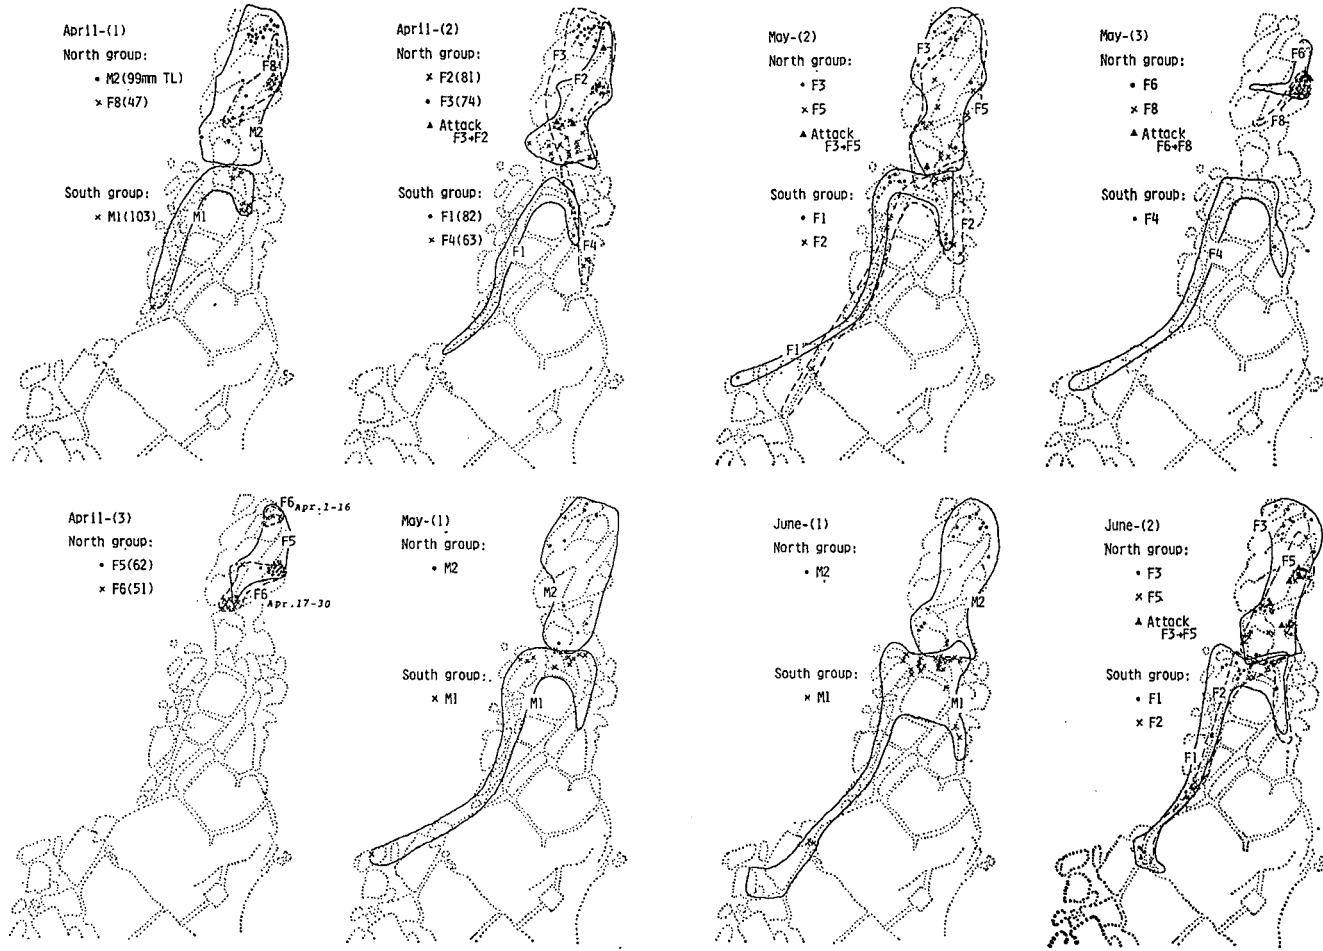 April-(1)
North group:
• M2(99mm TL)
× F8(47)
F8
M2
South group:
× M1(103)
M1
April-(2)
North group:
× F2(81)
• F3(74)
▲ Attack
F3→F2
F3
F2
South group:
• F1(82)
× F4(63)
F1
F4
May-(2)
North group:
• F3
× F5
▲ Attack
F3→F5
F3
F5
South group:
• F1
× F2
F2
F1
May-(3)
North group:
• F6
× F8
▲ Attack
F6→F8
F6
F8
South group:
• F4
F4
April-(3)
North group:
• F5(62)
× F6(51)
F6 Apr.1-16
F5
F6 Apr.17-30
May-(1)
North group:
• M2
M2
South group:
× M1
M1
June-(1)
North group:
• M2
M2
South group:
× M1
M1
June-(2)
North group:
• F3
× F5
▲ Attack
F3→F5
F3
F5
South group:
• F1
× F2
F2
F1